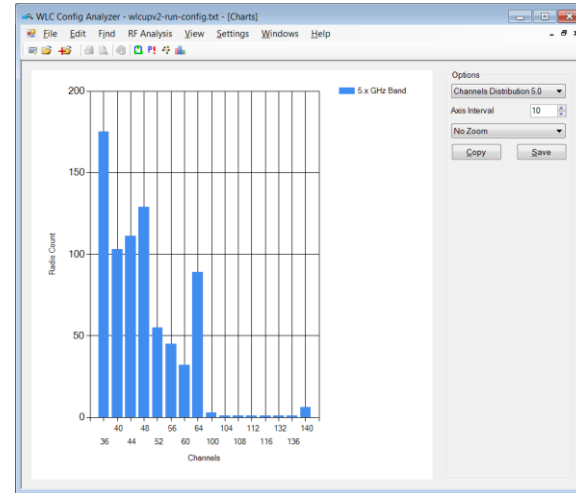 WLC Config Analyzer - wlcupv2-run-config.txt - [Charts]
File Edit Find RF Analysis View Settings Windows Help
200
150
100
50
0
Radio Count
40 48 56 64 104 112 132 140
36 44 52 60 100 108 116 136
Channels
5.x GHz Band
Options
Channels Distribution 5.0
Axis Interval 10
No Zoom
Copy Save